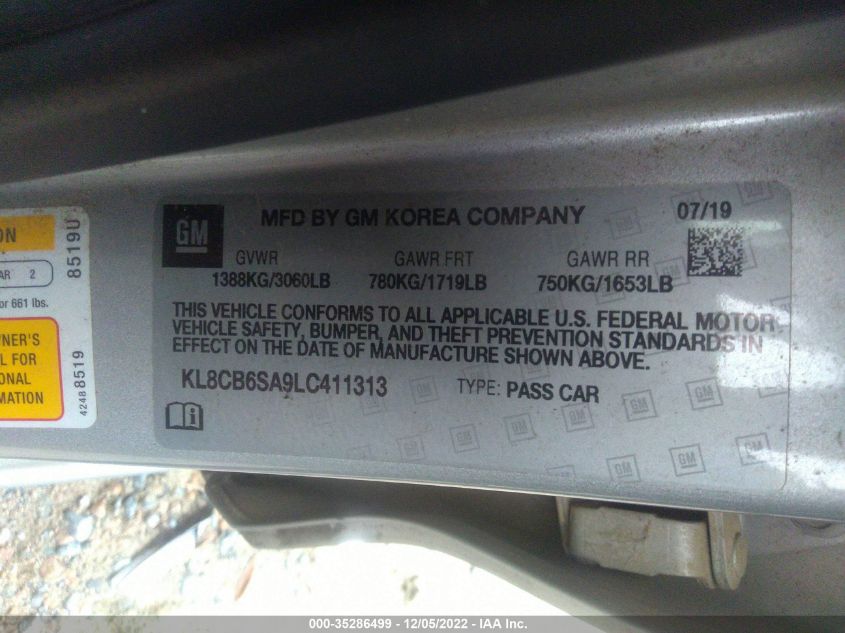 GM
MFD BY GM KOREA COMPANY
07/19
GVWR
GAWR FRT
GAWR RR
1388KG/3060LB
780KG/1719LB
750KG/1653LB
THIS VEHICLE CONFORMS TO ALL APPLICABLE U.S. FEDERAL MOTOR
VEHICLE SAFETY, BUMPER, AND THEFT PREVENTION STANDARDS IN
EFFECT ON THE DATE OF MANUFACTURE SHOWN ABOVE.
KL8CB6SA9LC411313
TYPE: PASS CAR
ON
AR 2
or 661 lbs.
WNER'S
L FOR
ONAL
MATION
8519U
42488519
000-35286499 - 12/05/2022 - IAA Inc.